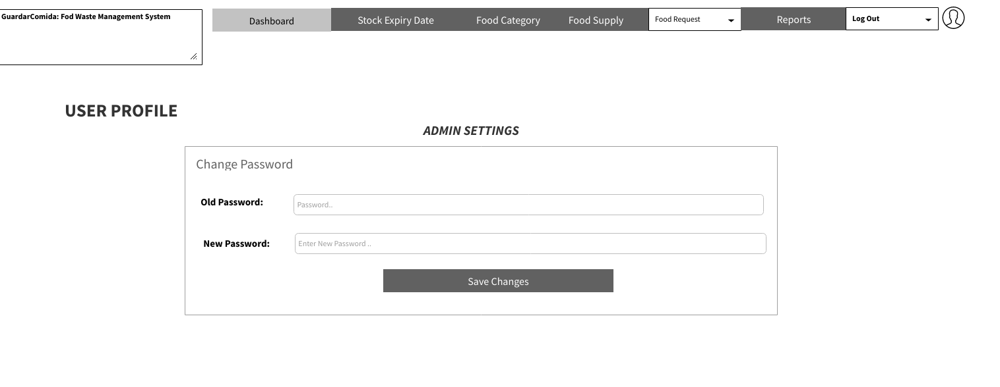 GuardarComida: Fod Waste Management System
Dashboard
Stock Expiry Date
Food Category
Food Supply
Food Request
Reports
Log Out
USER PROFILE
ADMIN SETTINGS
Change Password
Old Password:
Password..
New Password:
Enter New Password ..
Save Changes